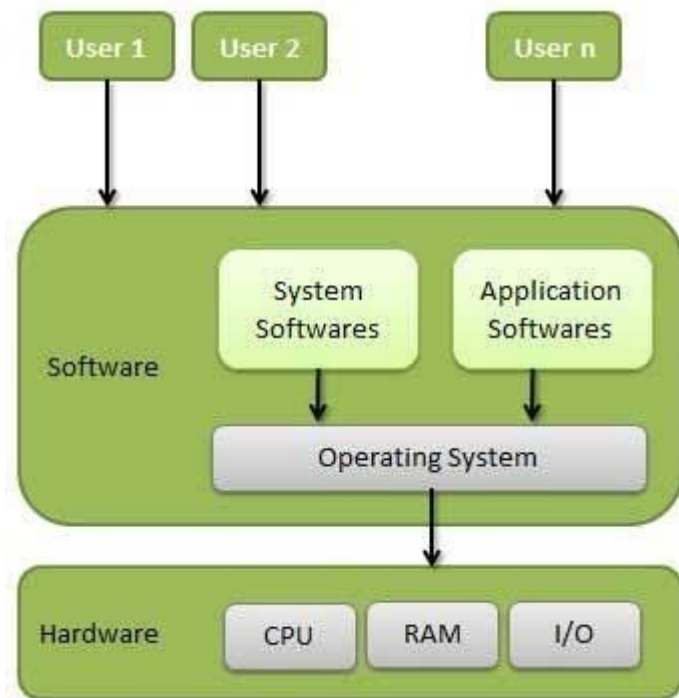 User 1
User 2
User n
System
Softwares
Application
Softwares
Software
Operating System
Hardware
CPU
RAM
I/O